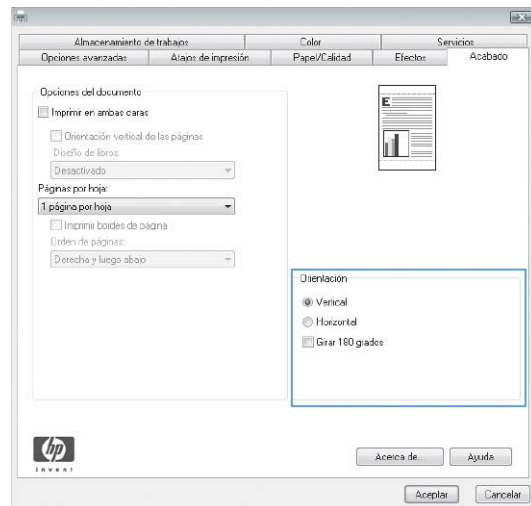 Almacenamiento de trabajos
Color
Servicios
Opciones avanzadas
Atajos de impresión
Papel/Calidad
Efectos
Acabado
Opciones del documento
Imprimir en ambas caras
Orientación vertical de las páginas
Diseño de libros:
Desactivado
Páginas por hoja:
1 página por hoja
Imprimir bordes de página
Orden de páginas:
Derecha y luego abajo
E
Orientación
Vertical
Horizontal
Girar 180 grados
hp
invent
Acerca de...
Ayuda
Aceptar
Cancelar